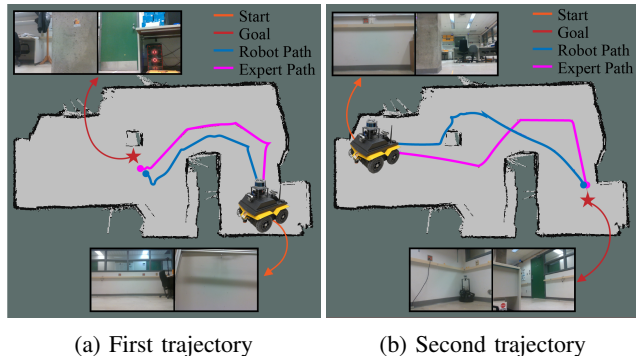 Start
Goal
Robot Path
Expert Path
Start
Goal
Robot Path
Expert Path
(a) First trajectory
(b) Second trajectory